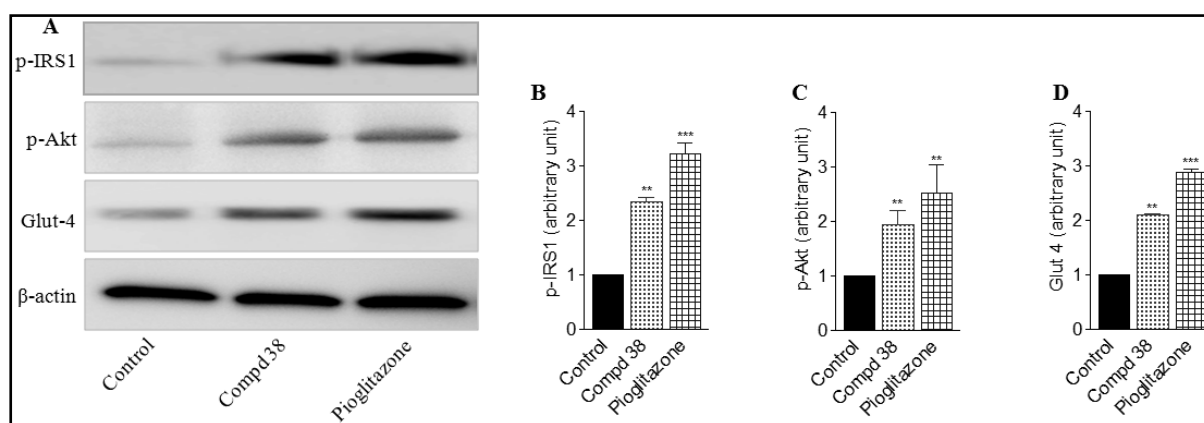 A
p-IRS1
p-Akt
Glut-4
β-actin
Control
Compd 38
Pioglitazone
B
p-IRS1 (arbitrary unit)
4
3
2
1
0
**
***
Control
Compd 38
Pioglitazone
C
p-Akt (arbitrary unit)
4
3
2
1
0
**
**
Control
Compd 38
Pioglitazone
D
Glut 4 (arbitrary unit)
4
3
2
1
0
**
***
Control
Compd 38
Pioglitazone